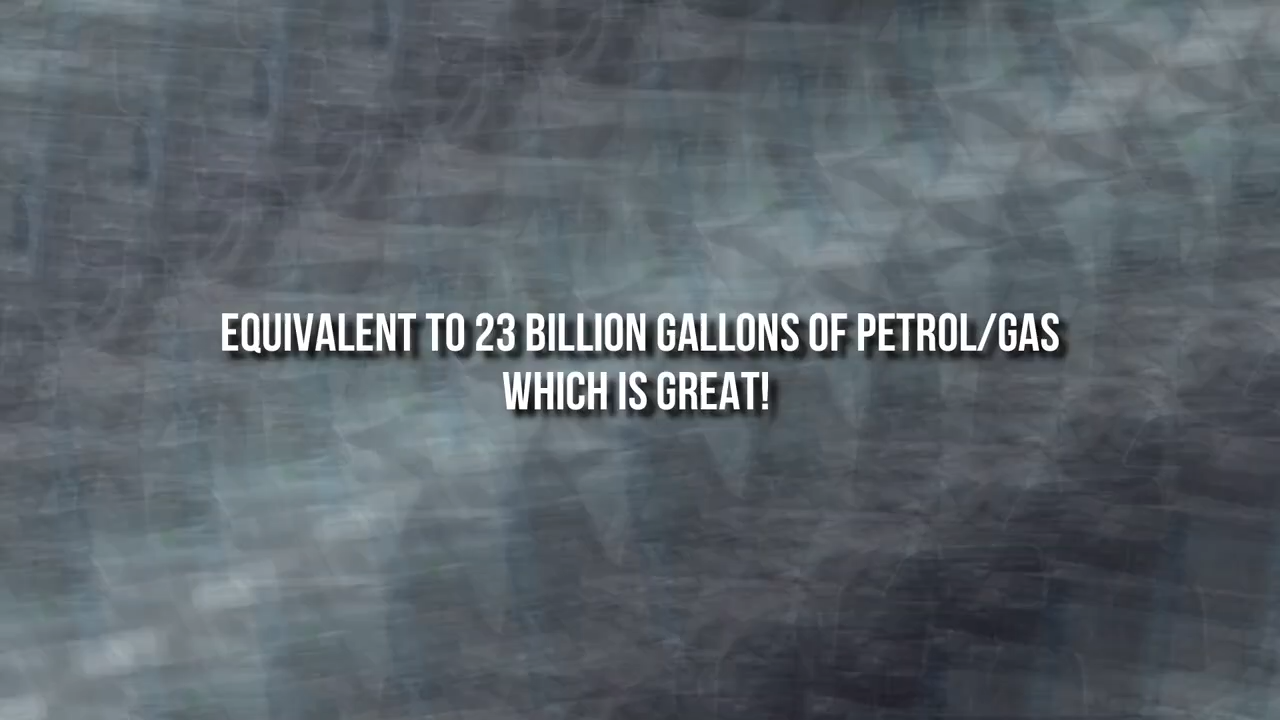 EQUIVALENT TO 23 BILLION GALLONS OF PETROL/GAS
WHICH IS GREAT!